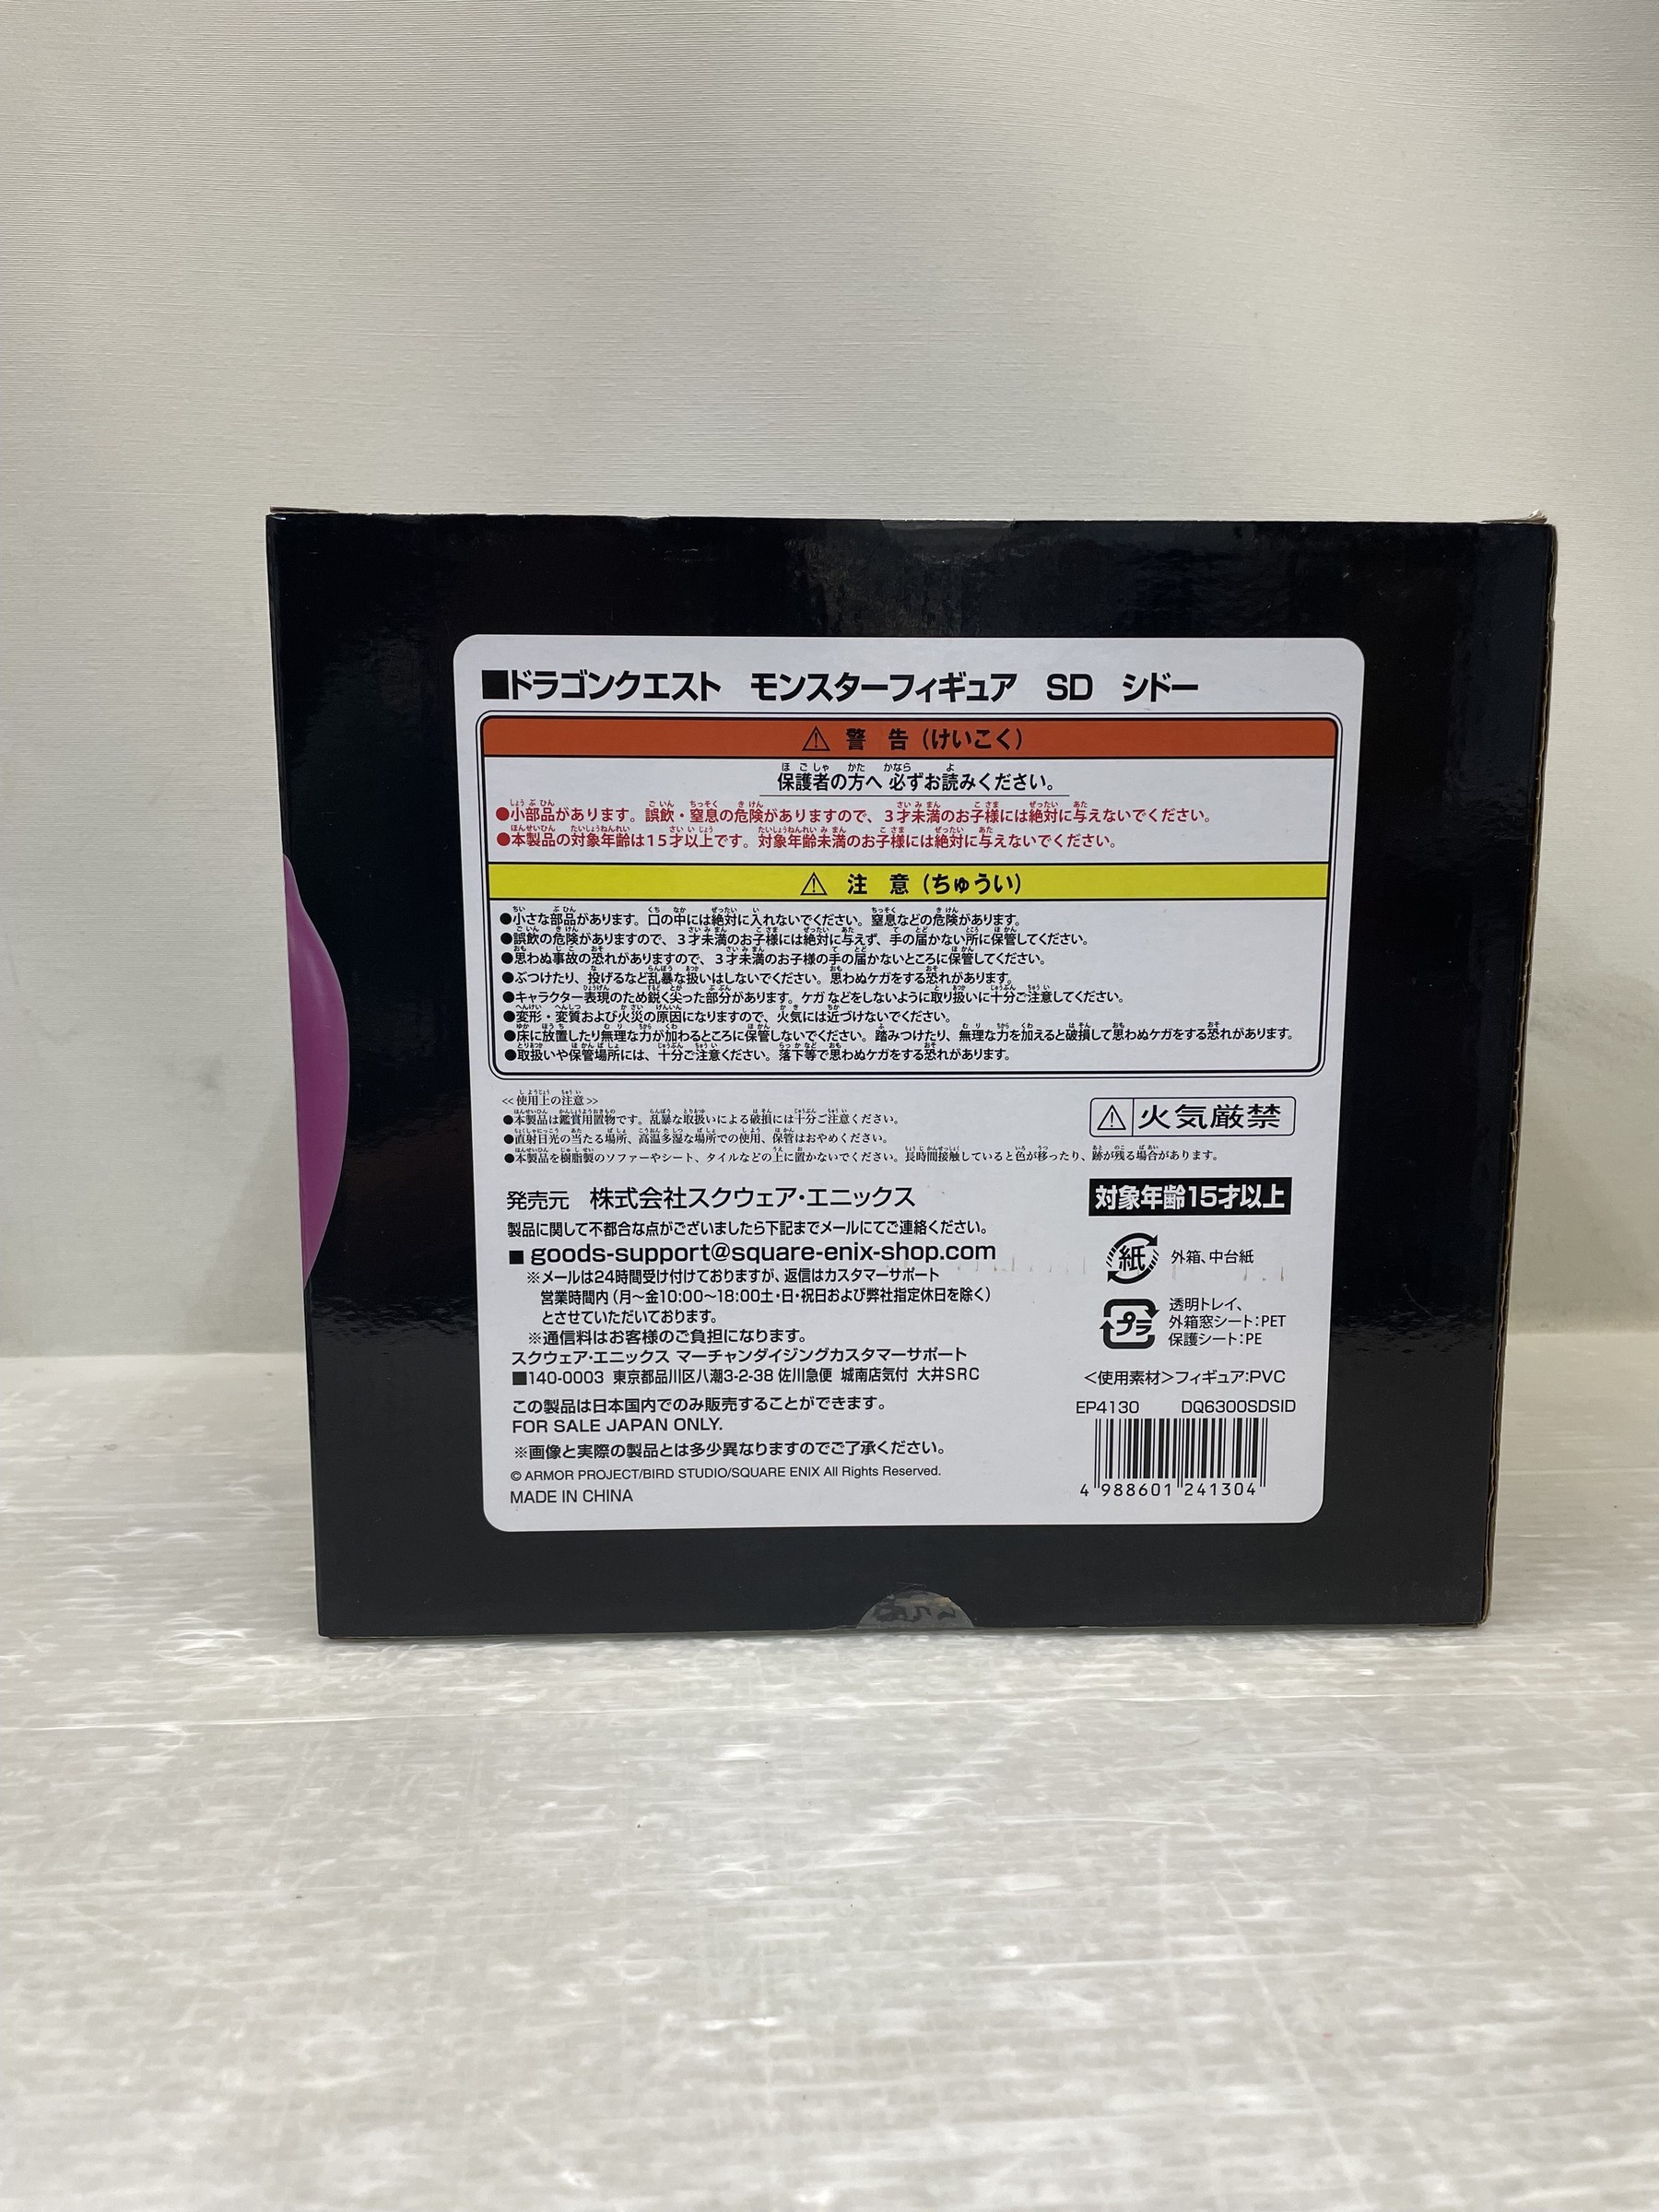 ■ドラゴンクエスト　モンスターフィギュア　SD　シドー
⚠ 警　告（けいこく）
保護者の方へ 必ずお読みください。
●小部品があります。誤飲・窒息の危険がありますので、3才未満のお子様には絶対に与えないでください。
●本製品の対象年齢は15才以上です。対象年齢未満のお子様には絶対に与えないでください。
⚠ 注　意（ちゅうい）
●小さな部品があります。口の中には絶対に入れないでください。窒息などの危険があります。
●誤飲の危険がありますので、3才未満のお子様には絶対に与えず、手の届かない所に保管してください。
●思わぬ事故の恐れがありますので、3才未満のお子様の手の届かないところに保管してください。
●ぶつけたり、投げるなど乱暴な扱いはしないでください。思わぬケガをする恐れがあります。
●キャラクター表現のため鋭く尖った部分があります。ケガなどをしないように取り扱いに十分ご注意してください。
●変形・変質および火災の原因になりますので、火気には近づけないでください。
●床に放置したり無理な力が加わるところに保管しないでください。踏みつけたり、無理な力を加えると破損して思わぬケガをする恐れがあります。
●取扱いや保管場所には、十分ご注意ください。落下等で思わぬケガをする恐れがあります。
<<使用上の注意>>
●本製品は鑑賞用置物です。乱暴な取扱いによる破損には十分ご注意ください。
●直射日光の当たる場所、高温多湿な場所での使用、保管はおやめください。
●本製品を樹脂製のソファーやシート、タイルなどの上に置かないでください。長時間接触していると色が移ったり、跡が残る場合があります。
⚠ 火気厳禁
発売元　株式会社スクウェア・エニックス
製品に関して不都合な点がございましたら下記までメールにてご連絡ください。
■ goods-support@square-enix-shop.com
※メールは24時間受け付けておりますが、返信はカスタマーサポート
営業時間内（月～金10:00～18:00土・日・祝日および弊社指定休日を除く）
とさせていただいております。
※通信料はお客様のご負担になります。
スクウェア・エニックス マーチャンダイジングカスタマーサポート
■140-0003 東京都品川区八潮3-2-38 佐川急便 城南店気付 大井SRC
この製品は日本国内でのみ販売することができます。
FOR SALE JAPAN ONLY.
※画像と実際の製品とは多少異なりますのでご了承ください。
© ARMOR PROJECT/BIRD STUDIO/SQUARE ENIX All Rights Reserved.
MADE IN CHINA
対象年齢15才以上
紙 外箱、中台紙
プラ 透明トレイ、
外箱窓シート:PET
保護シート:PE
＜使用素材＞フィギュア:PVC
EP4130 DQ6300SDSID
4 988601 241304